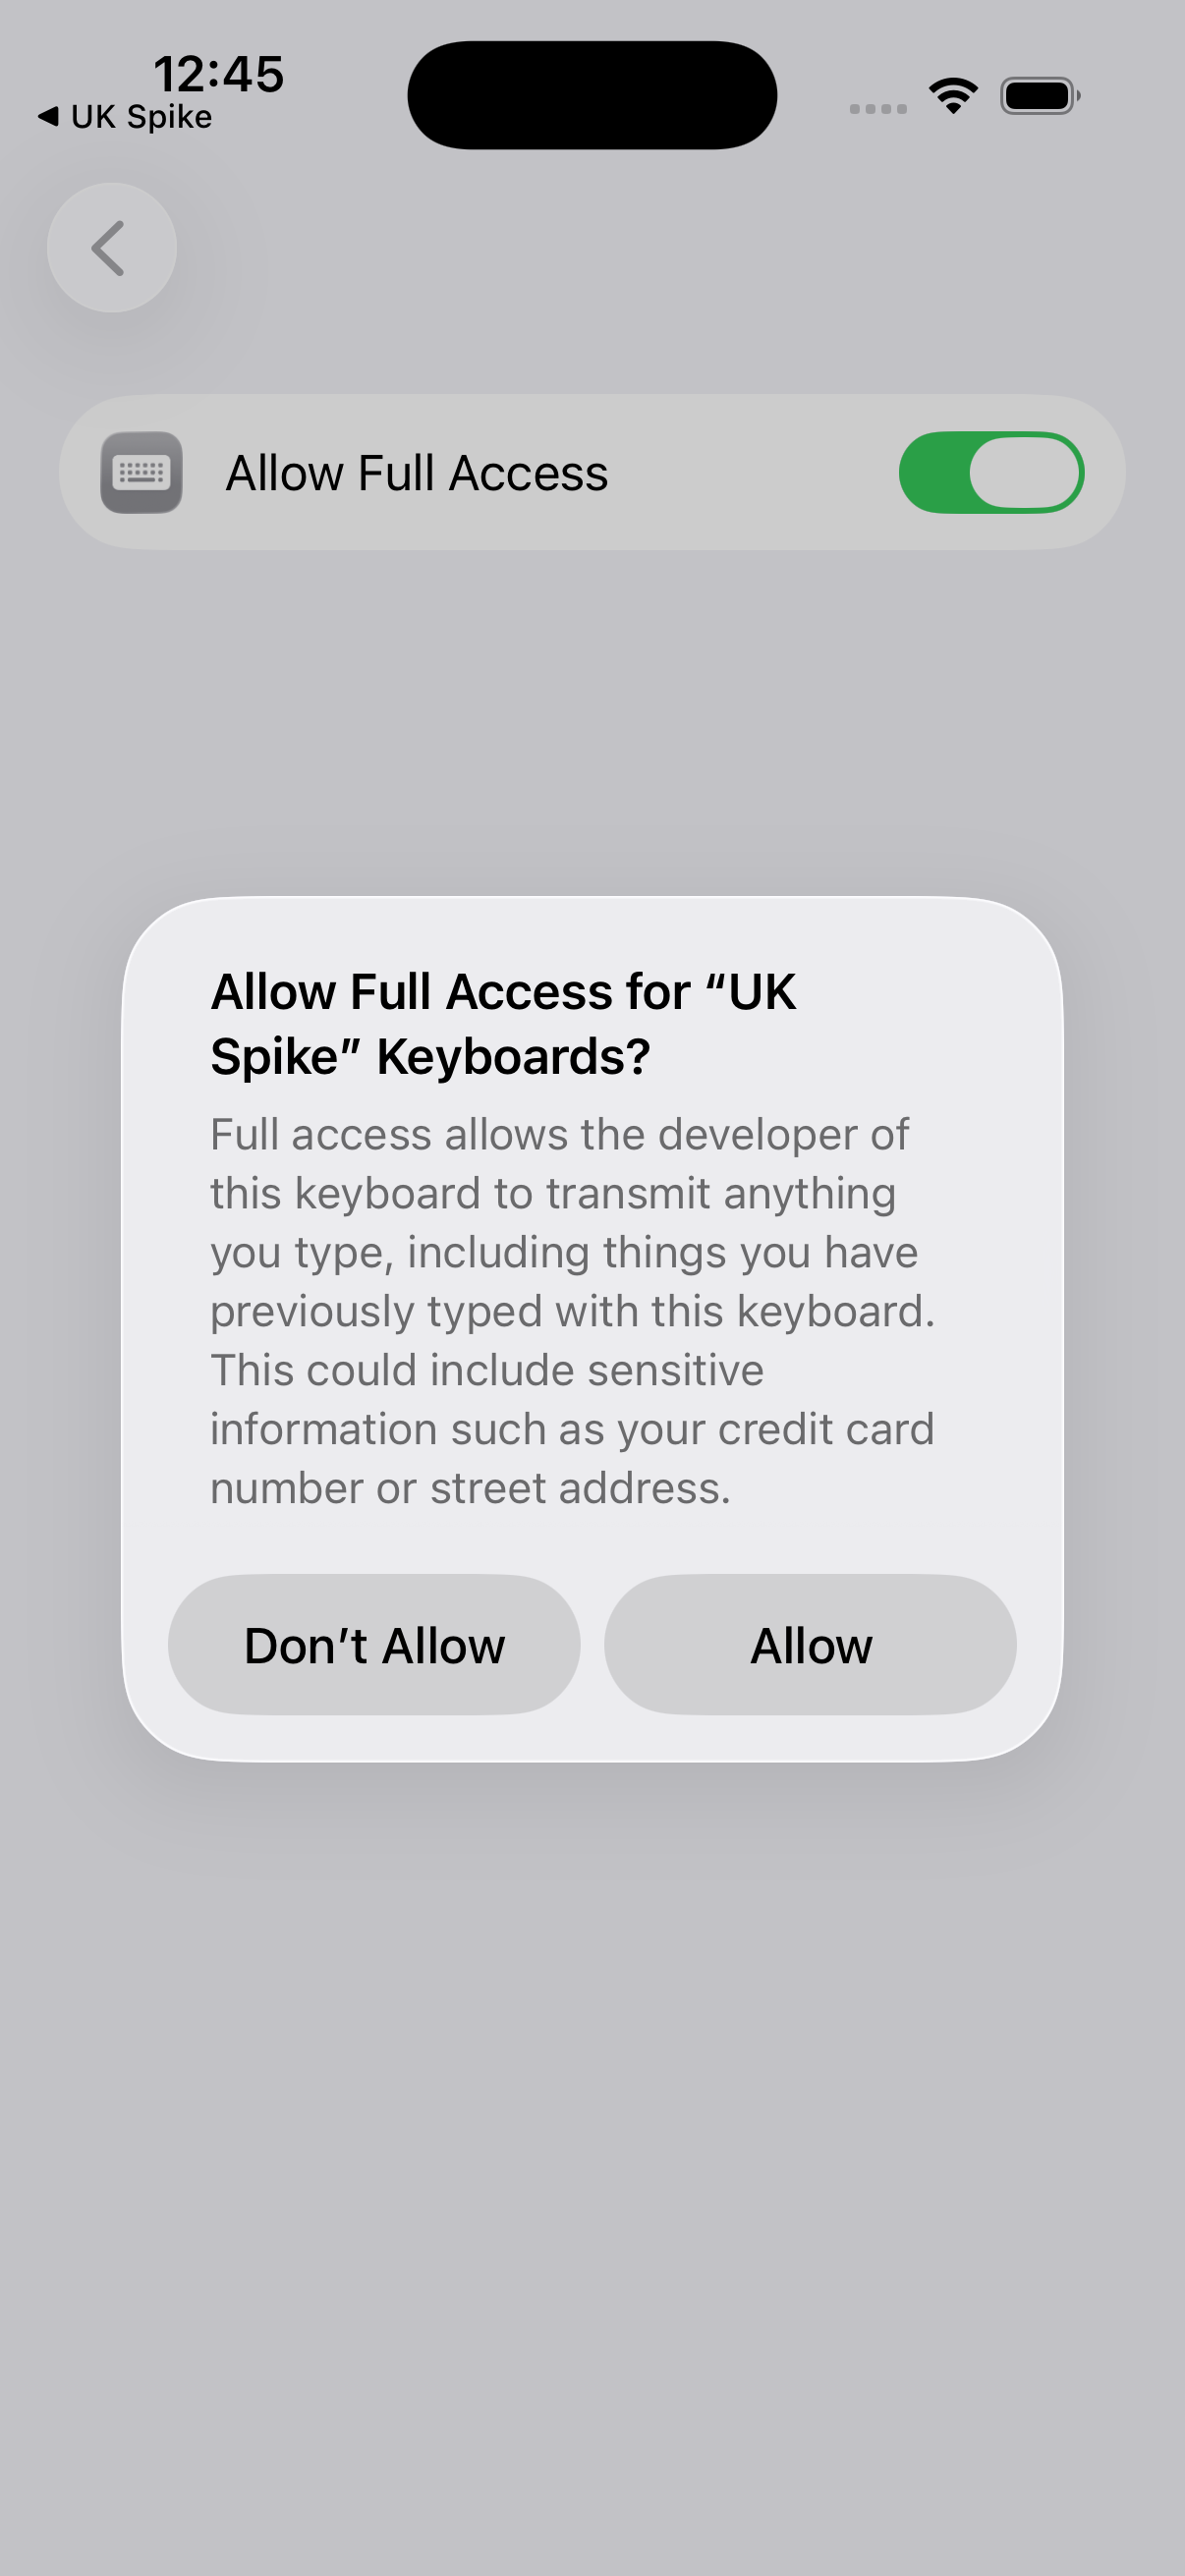 12:45
◀ UK Spike
Allow Full Access
Allow Full Access for “UK
Spike” Keyboards?
Full access allows the developer of
this keyboard to transmit anything
you type, including things you have
previously typed with this keyboard.
This could include sensitive
information such as your credit card
number or street address.
Don’t Allow
Allow